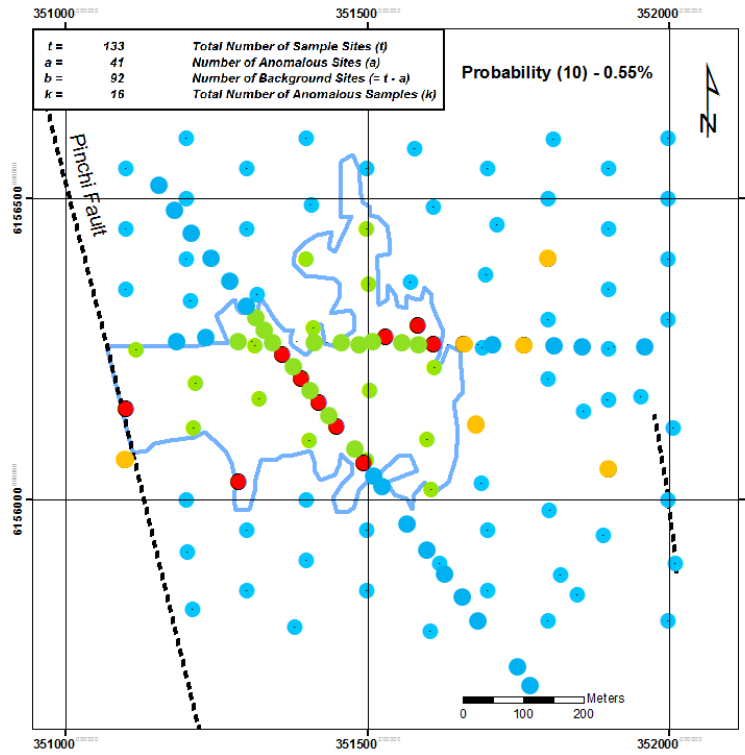 351000 351500 352000
t = 133 Total Number of Sample Sites (t)
a = 41 Number of Anomalous Sites (a)
b = 92 Number of Background Sites (= t - a)
k = 16 Total Number of Anomalous Samples (k)
Probability (10) - 0.55%
N
Pinchi Fault
6156500
6156000
Meters
0 100 200
351000 351500 352000